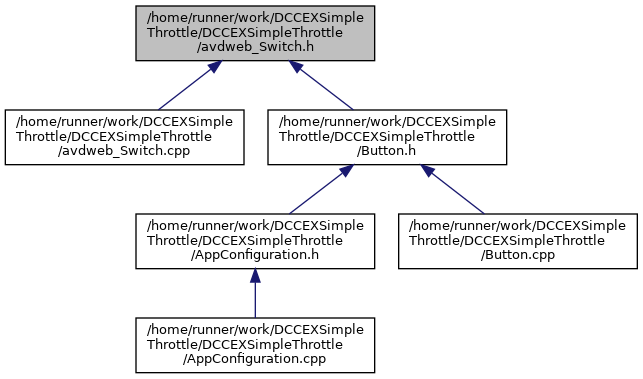 /home/runner/work/DCCEXSimple
Throttle/DCCEXSimpleThrottle
/avdweb_Switch.h
/home/runner/work/DCCEXSimple
Throttle/DCCEXSimpleThrottle
/avdweb_Switch.cpp
/home/runner/work/DCCEXSimple
Throttle/DCCEXSimpleThrottle
/Button.h
/home/runner/work/DCCEXSimple
Throttle/DCCEXSimpleThrottle
/AppConfiguration.h
/home/runner/work/DCCEXSimple
Throttle/DCCEXSimpleThrottle
/Button.cpp
/home/runner/work/DCCEXSimple
Throttle/DCCEXSimpleThrottle
/AppConfiguration.cpp